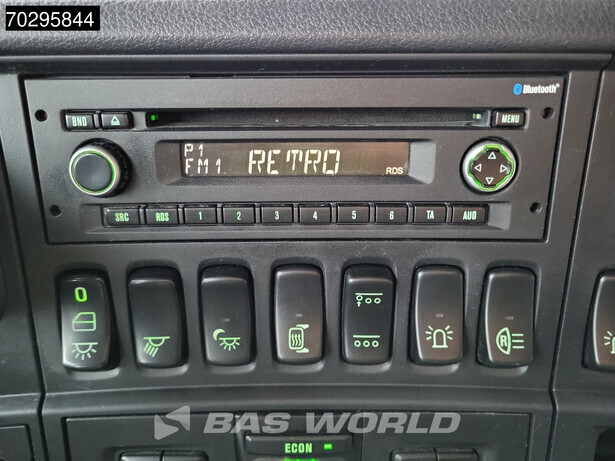 70295844
Bluetooth
BND
MENU
P1
FM1 RETRO
RDS
SRC RDS 1 2 3 4 5 6 TA AUD
0
R
BAS WORLD
ECON